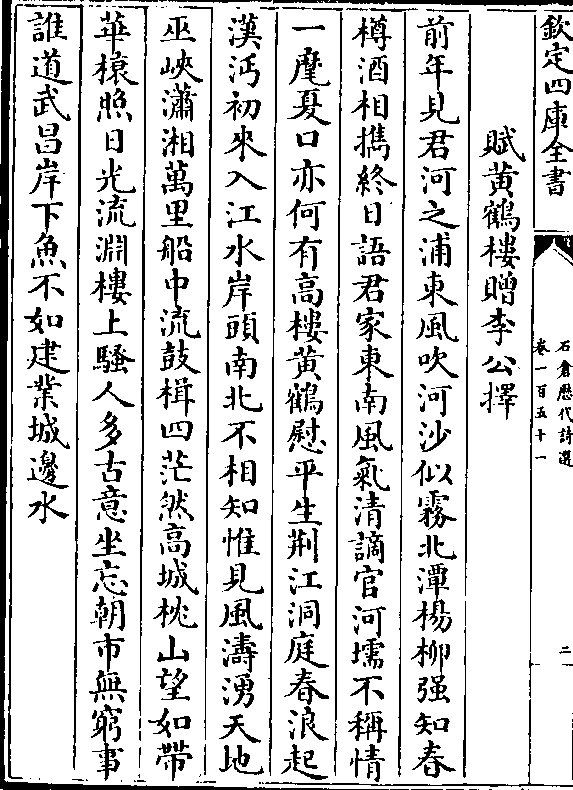 欽定四庫全書
石倉歷代詩選
卷一百五十一
二
賦黃鶴樓贈李公擇
前年見君河之浦東風吹河沙似霧北潭楊柳强知春
樽酒相攜終日語君家東南風氣清謫官河壖不稱情
一麾夏口亦何有高樓黃鶴慰平生荆江洞庭春浪起
漢沔初來入江水岸頭南北不相知惟見風濤湧天地
巫峽瀟湘萬里船中流鼓楫四茫然高城枕山望如帶
華榱照日光流淵樓上騷人多古意坐忘朝市無窮事
誰道武昌岸下魚不如建業城邊水